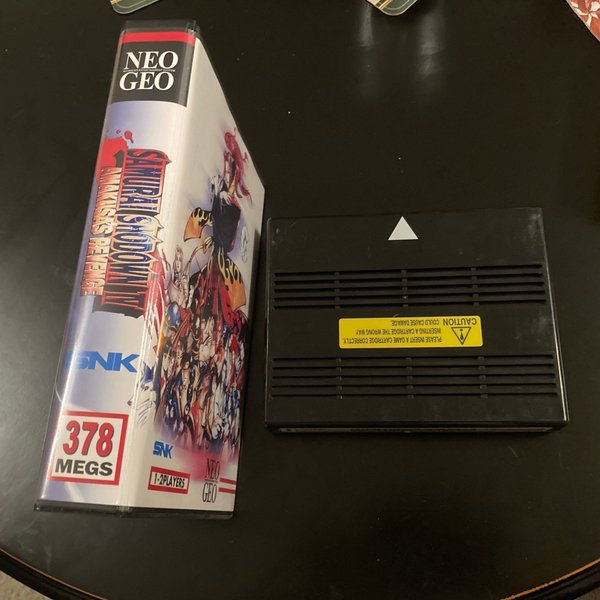 NEO
GEO
SAMURAI SHODOWN IV
AMAKUSA'S REVENGE
SNK
378
MEGS
SNK
1-2PLAYERS
NEO
GEO
CAUTION
PLEASE INSERT A GAME CARTRIDGE CORRECTLY.
INSERTING A CARTRIDGE THE WRONG WAY
COULD CAUSE DAMAGE